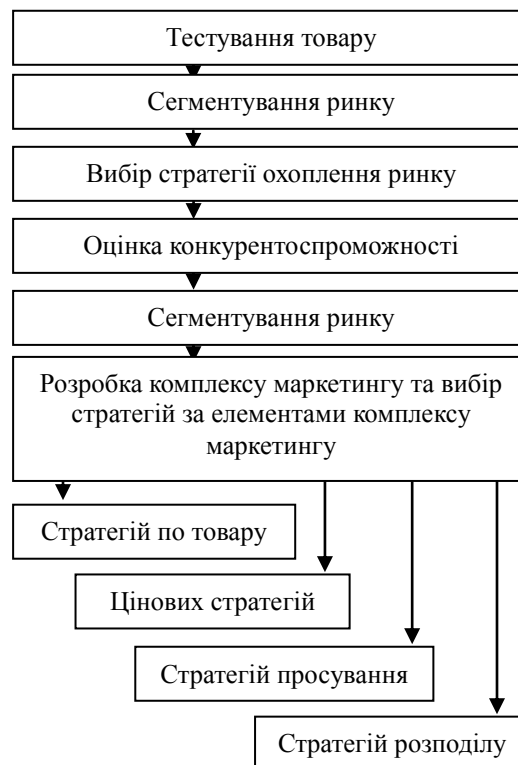 Тестування товару
Сегментування ринку
Вибір стратегії охоплення ринку
Оцінка конкурентоспроможності
Сегментування ринку
Розробка комплексу маркетингу та вибір
стратегій за елементами комплексу
маркетингу
Стратегій по товару
Цінових стратегій
Стратегій просування
Стратегій розподілу